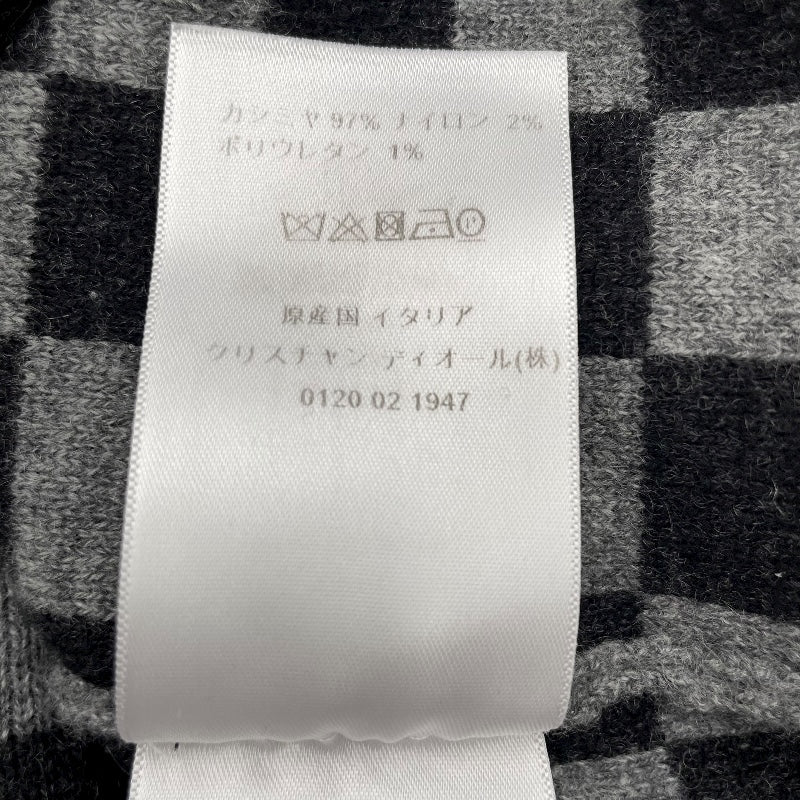 カシミヤ 97% ナイロン 2%
ポリウレタン 1%
原産国 イタリア
クリスチャン ディオール(株)
0120 02 1947